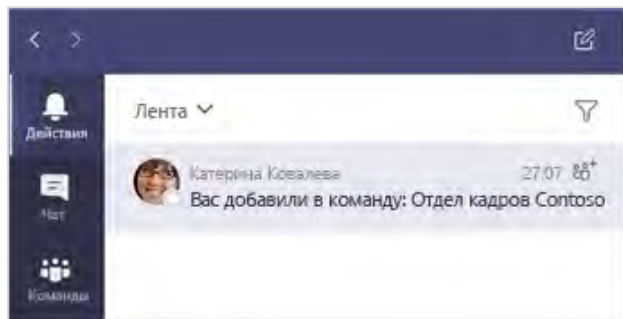 Лента
Действия
Катерина Ковалева 27.07
Вас добавили в команду: Отдел кадров Contoso
Чат
Команды